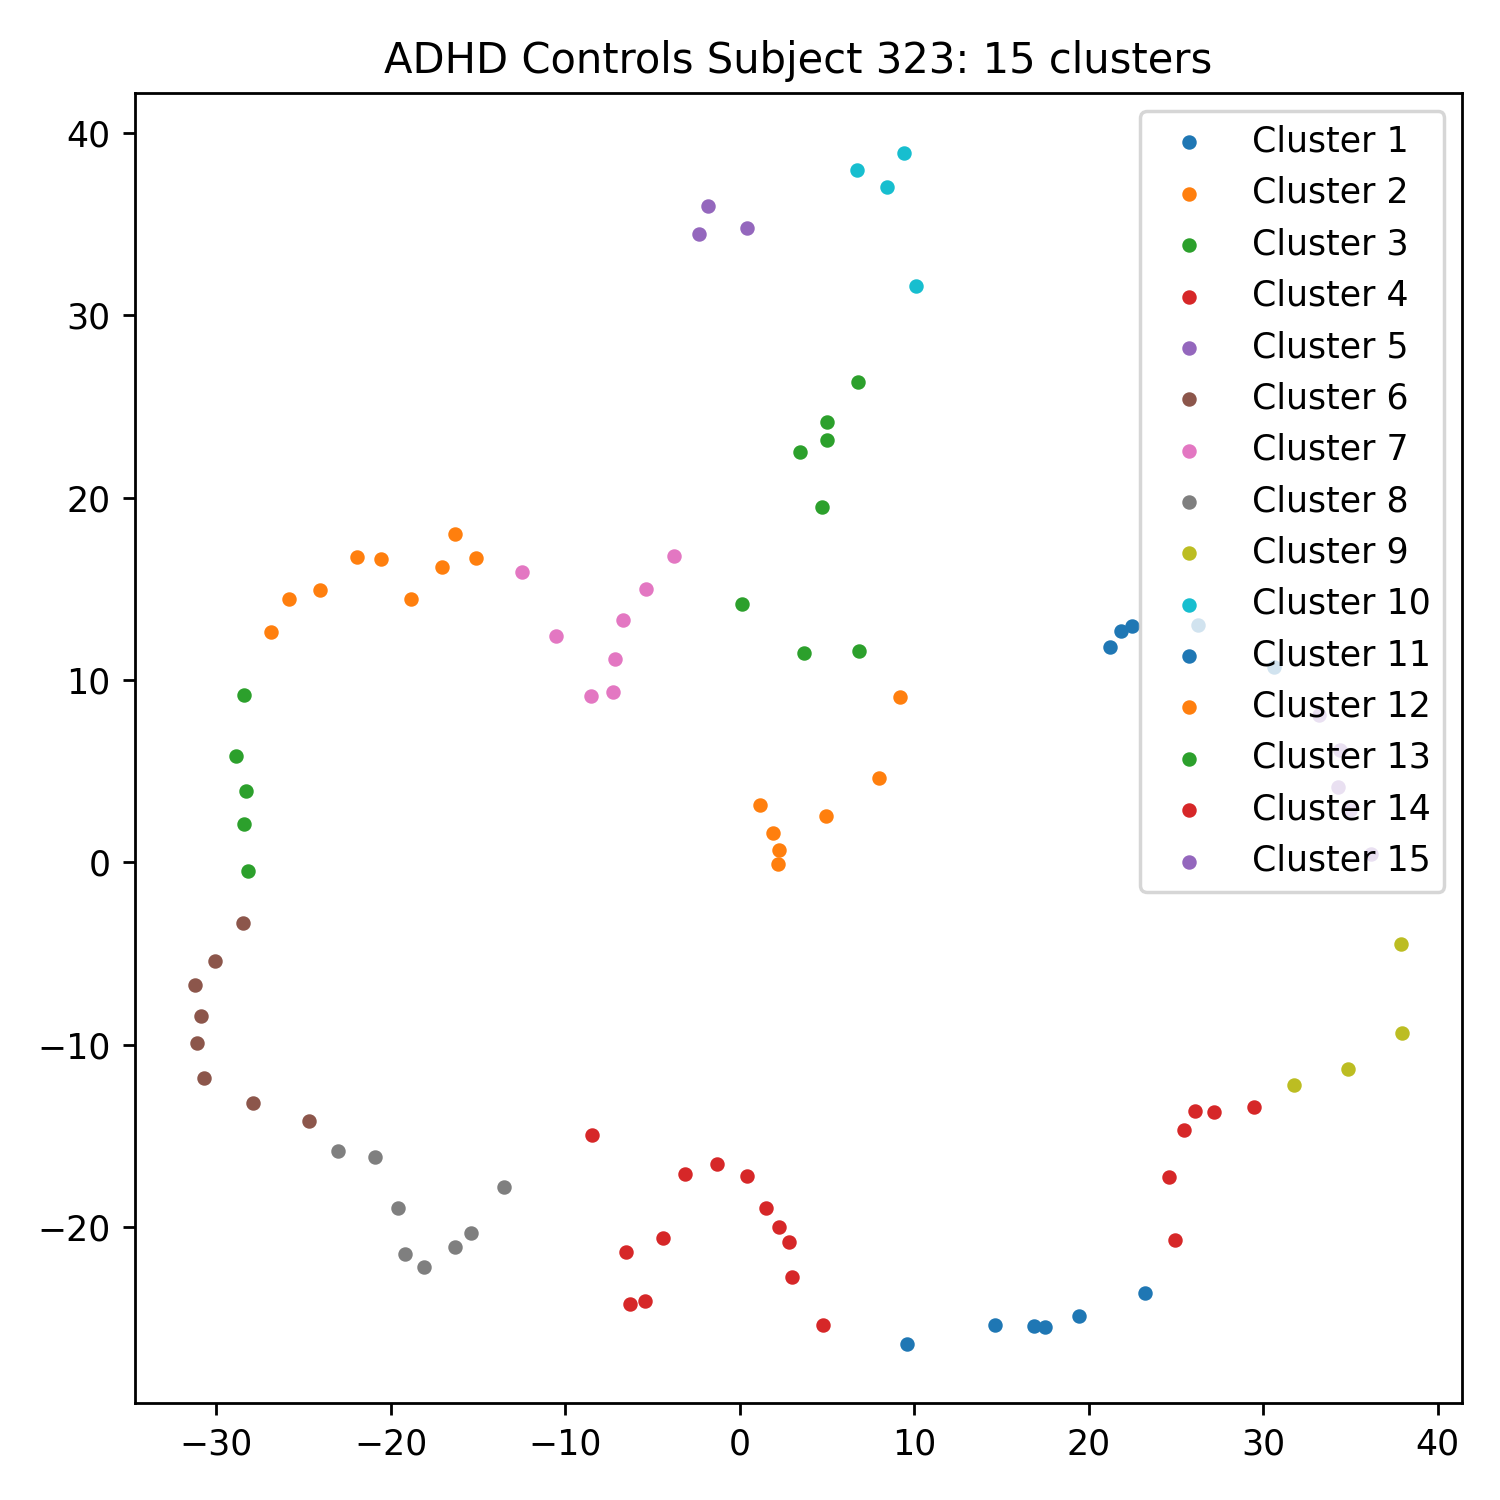 ADHD Controls Subject 323: 15 clusters
40
30
20
10
0
−10
−20
−30
−20
−10
0
10
20
30
40
Cluster 1
Cluster 2
Cluster 3
Cluster 4
Cluster 5
Cluster 6
Cluster 7
Cluster 8
Cluster 9
Cluster 10
Cluster 11
Cluster 12
Cluster 13
Cluster 14
Cluster 15